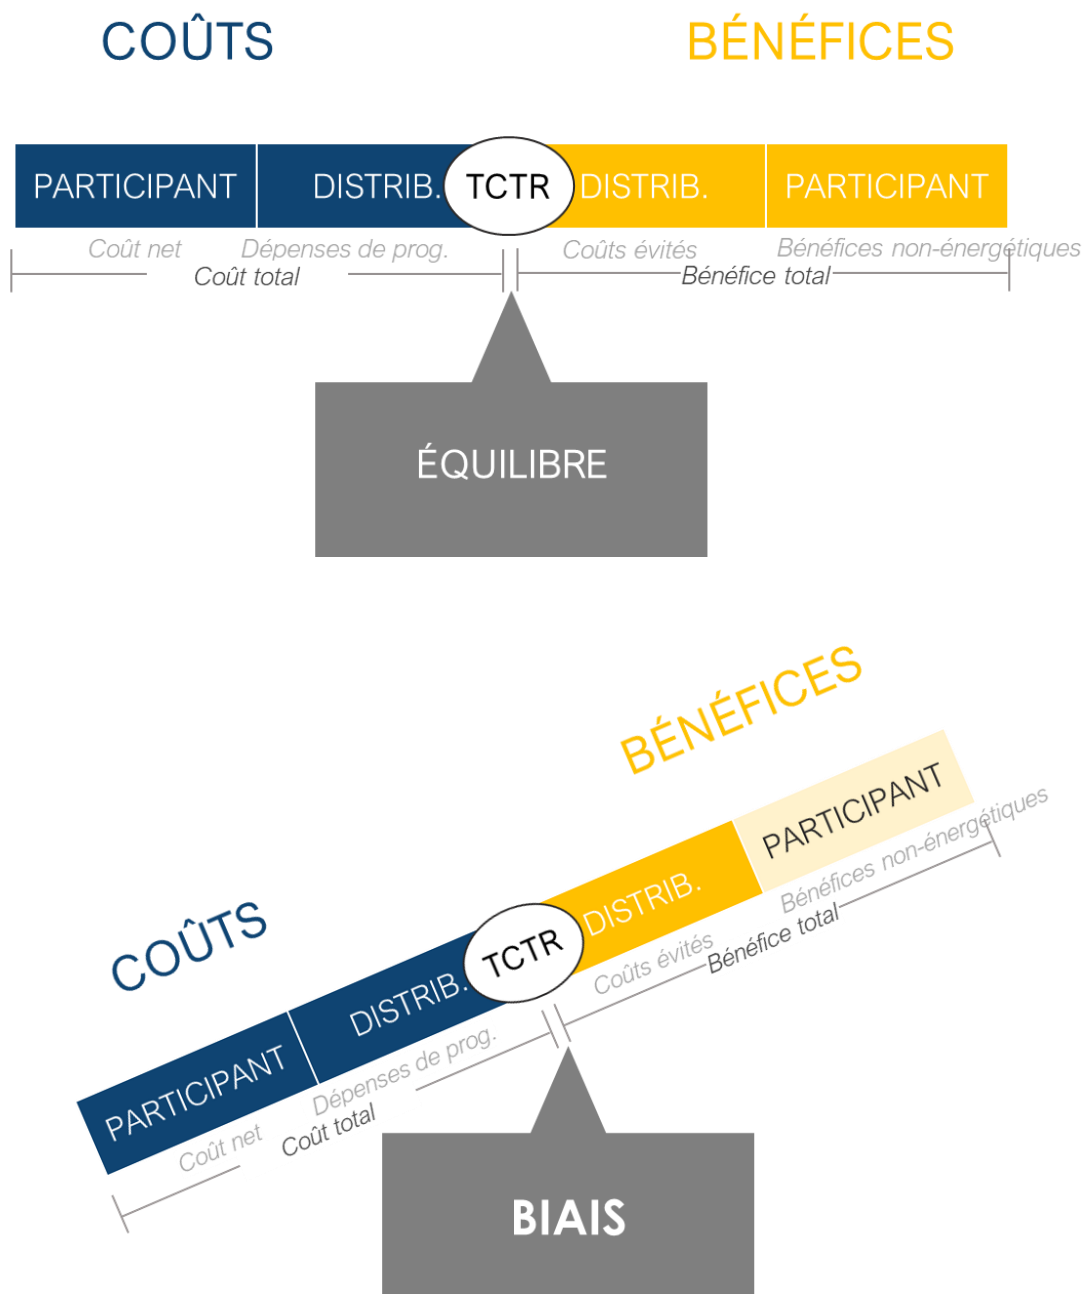 COÛTS
BÉNÉFICES
PARTICIPANT
DISTRIB.
TCTR
DISTRIB.
PARTICIPANT
Coût net
Dépenses de prog.
Coûts évités
Bénéfices non-énergétiques
Coût total
Bénéfice total
ÉQUILIBRE
BÉNÉFICES
COÛTS
PARTICIPANT
DISTRIB.
TCTR
DISTRIB.
PARTICIPANT
Coût net
Dépenses de prog.
Coûts évités
Bénéfices non-énergétiques
Coût total
Bénéfice total
BIAIS